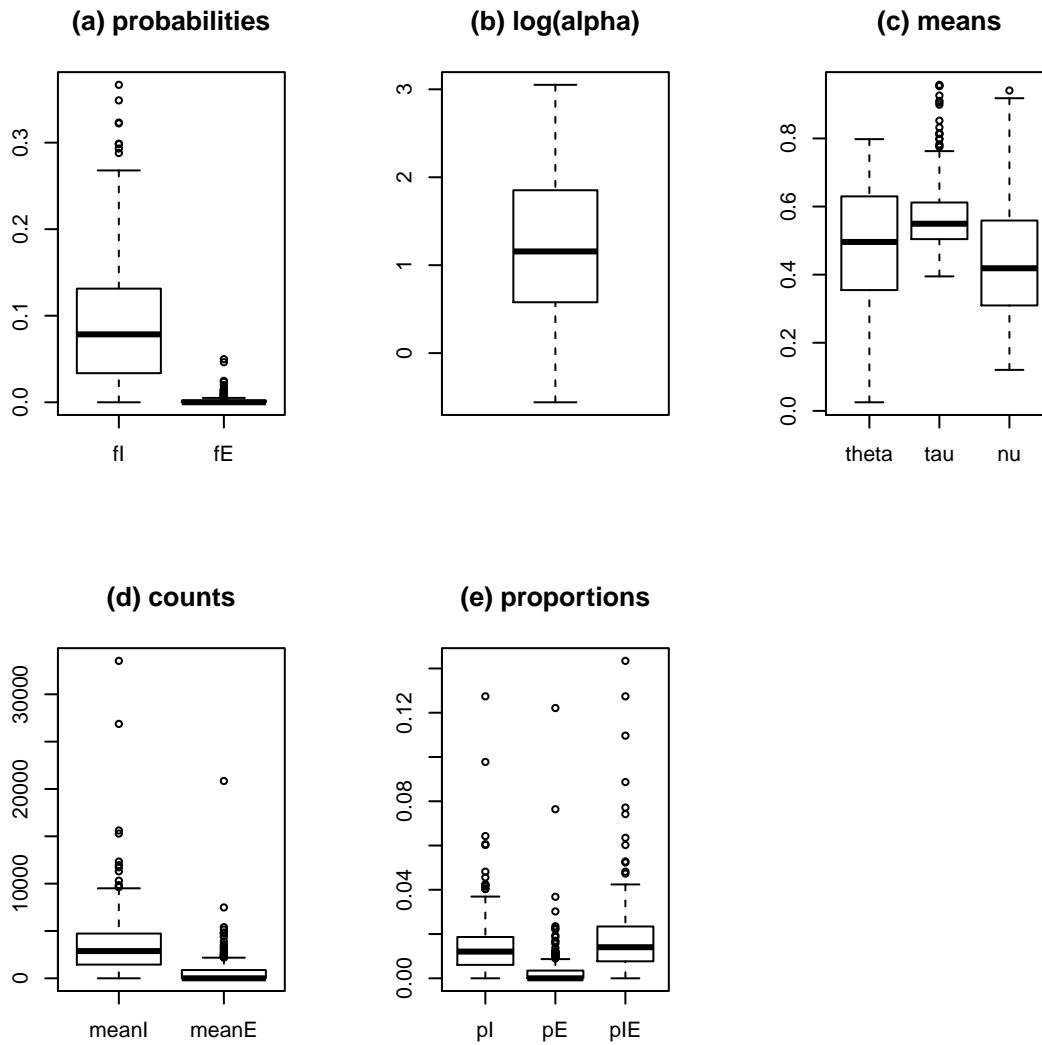 (a) probabilities
0.0
0.1
0.2
0.3
fI
fE
(b) log(alpha)
0
1
2
3
(c) means
0.0
0.2
0.4
0.6
0.8
theta
tau
nu
(d) counts
0
10000
20000
30000
meanI
meanE
(e) proportions
0.00
0.04
0.08
0.12
pI
pE
pIE